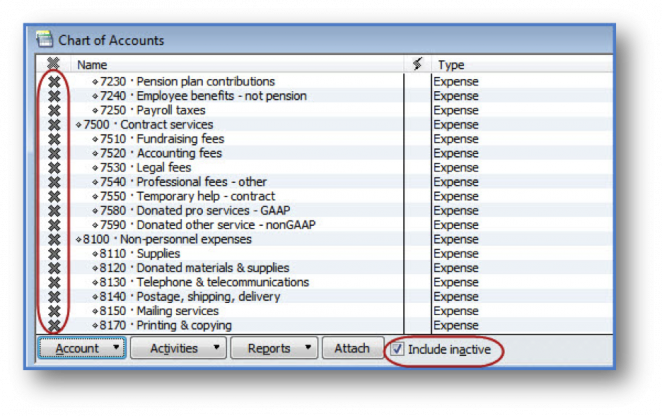 Chart of Accounts
Name Type
7230 · Pension plan contributions Expense
7240 · Employee benefits - not pension Expense
7250 · Payroll taxes Expense
7500 · Contract services Expense
7510 · Fundraising fees Expense
7520 · Accounting fees Expense
7530 · Legal fees Expense
7540 · Professional fees - other Expense
7550 · Temporary help - contract Expense
7580 · Donated pro services - GAAP Expense
7590 · Donated other service - nonGAAP Expense
8100 · Non-personnel expenses Expense
8110 · Supplies Expense
8120 · Donated materials & supplies Expense
8130 · Telephone & telecommunications Expense
8140 · Postage, shipping, delivery Expense
8150 · Mailing services Expense
8170 · Printing & copying Expense
Account Activities Reports Attach Include inactive